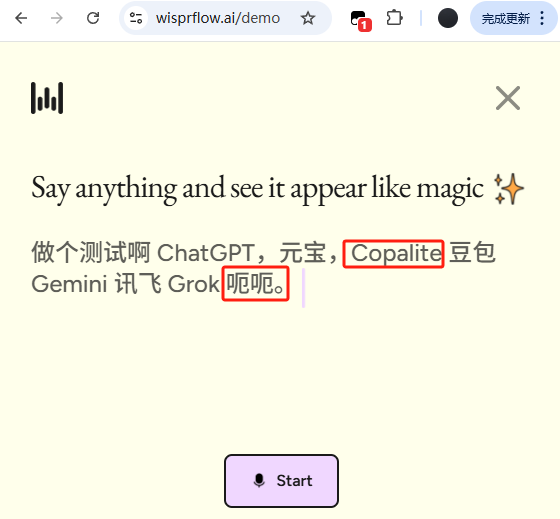 wisprflow.ai/demo
1
完成更新
Say anything and see it appear like magic ✨
做个测试啊 ChatGPT，元宝，Copalite 豆包
Gemini 讯飞 Grok 呃呃。
Start